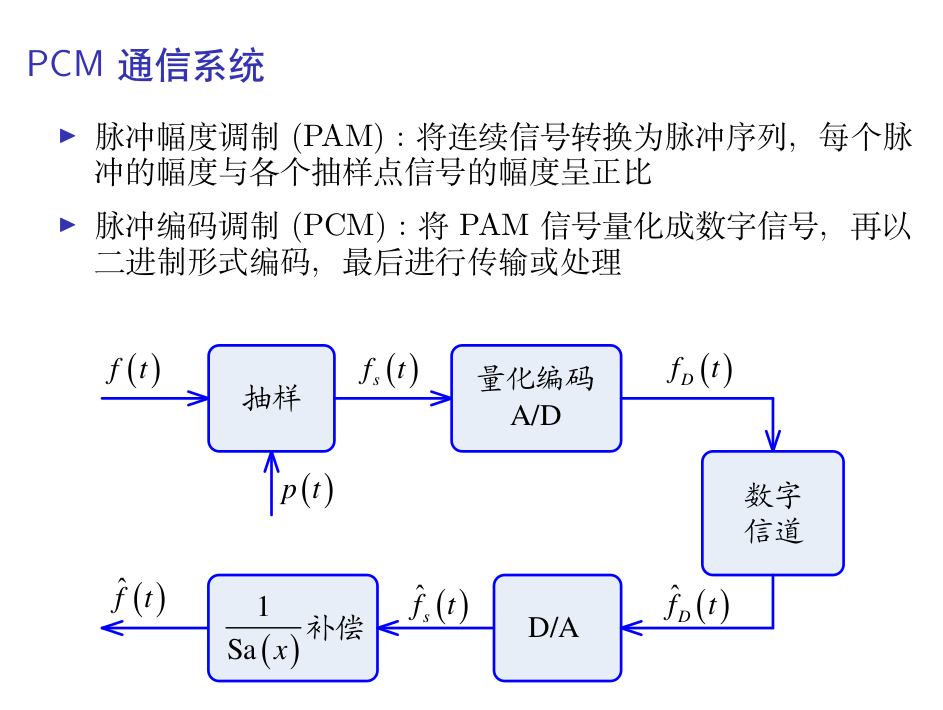 PCM 通信系统
▶ 脉冲幅度调制 (PAM) : 将连续信号转换为脉冲序列, 每个脉
冲的幅度与各个抽样点信号的幅度呈正比
▶ 脉冲编码调制 (PCM) : 将 PAM 信号量化成数字信号, 再以
二进制形式编码, 最后进行传输或处理
f(t)
抽样
f_s(t)
量化编码
A/D
f_D(t)
p(t)
数字
信道
f̂(t)
1
Sa(x)
补偿
f̂_s(t)
D/A
f̂_D(t)